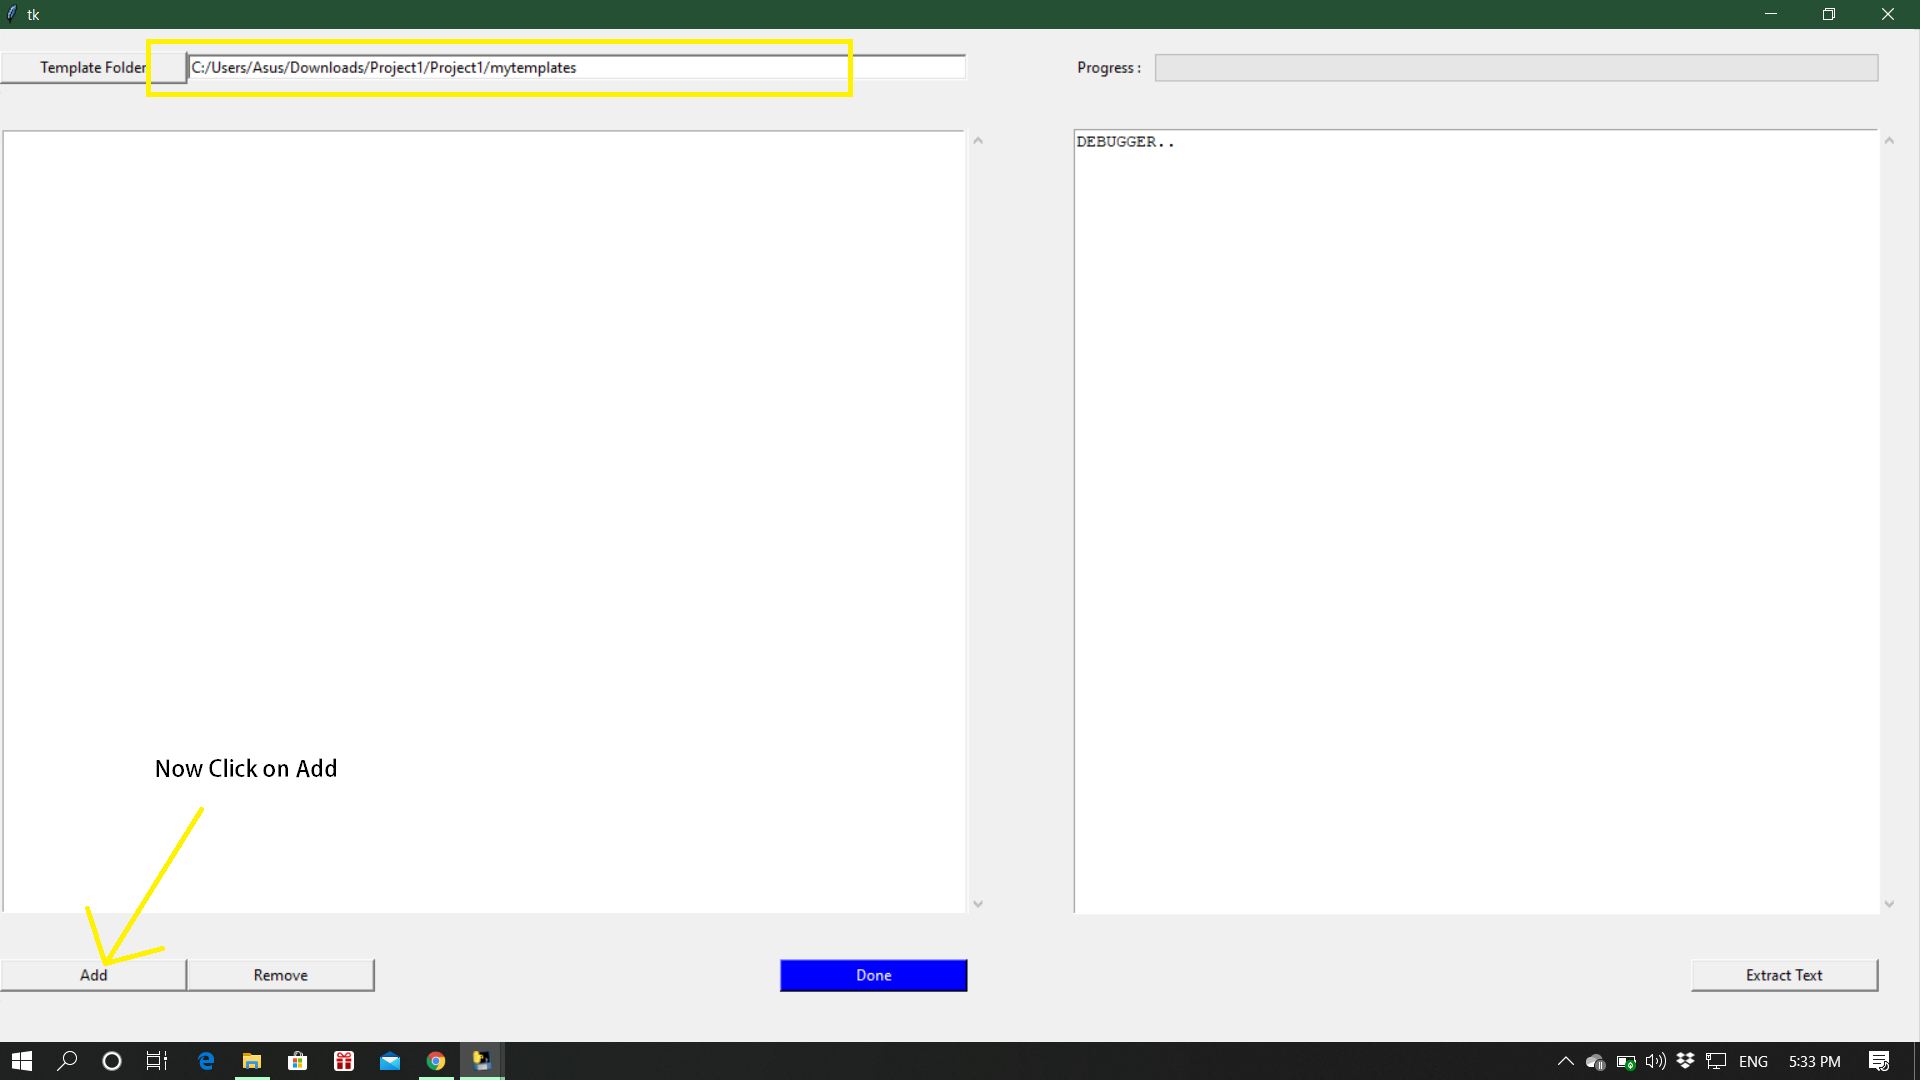 tk
Template Folder
C:/Users/Asus/Downloads/Project1/Project1/mytemplates
Progress :
DEBUGGER..
Now Click on Add
Add
Remove
Done
Extract Text
ENG
5:33 PM